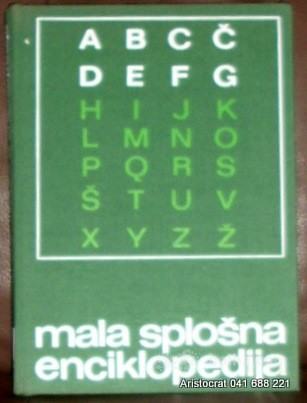 A B C Č
D E F G
H I J K
L M N O
P Q R S
Š T U V
X Y Z Ž
mala splošna
enciklopedija
Aristocrat 041 688 221